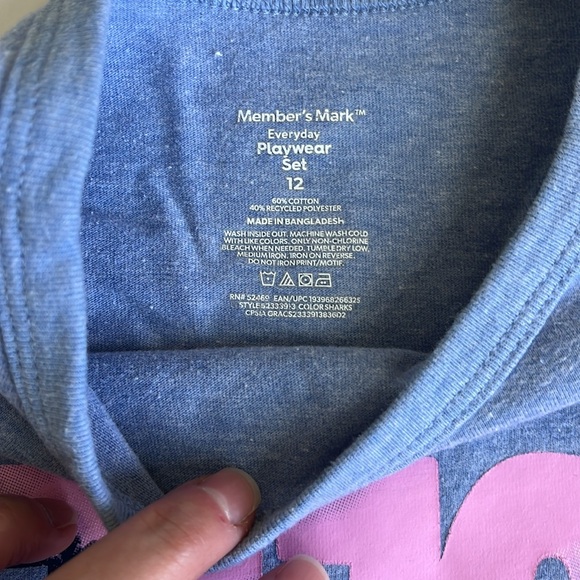 Member's Mark™
Everyday
Playwear
Set
12
60% COTTON
40% RECYCLED POLYESTER
MADE IN BANGLADESH
WASH INSIDE OUT. MACHINE WASH COLD
WITH LIKE COLORS. ONLY NON-CHLORINE
BLEACH WHEN NEEDED. TUMBLE DRY LOW.
MEDIUM IRON. IRON ON REVERSE.
DO NOT IRON PRINT/MOTIF.
RN# 52469 EAN/UPC 193968266325
STYLE COLOR SHARKS
CPSIA